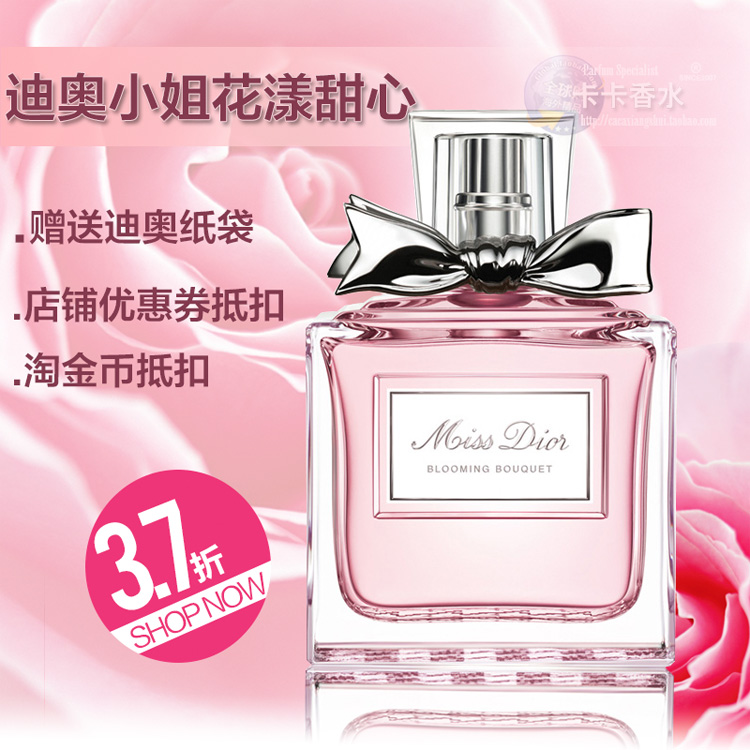 迪奥小姐花漾甜心
Parfum Specialist
卡卡香水
.赠送迪奥纸袋
.店铺优惠券抵扣
.淘金币抵扣
Miss Dior
BLOOMING BOUQUET
3.7折
SHOP NOW